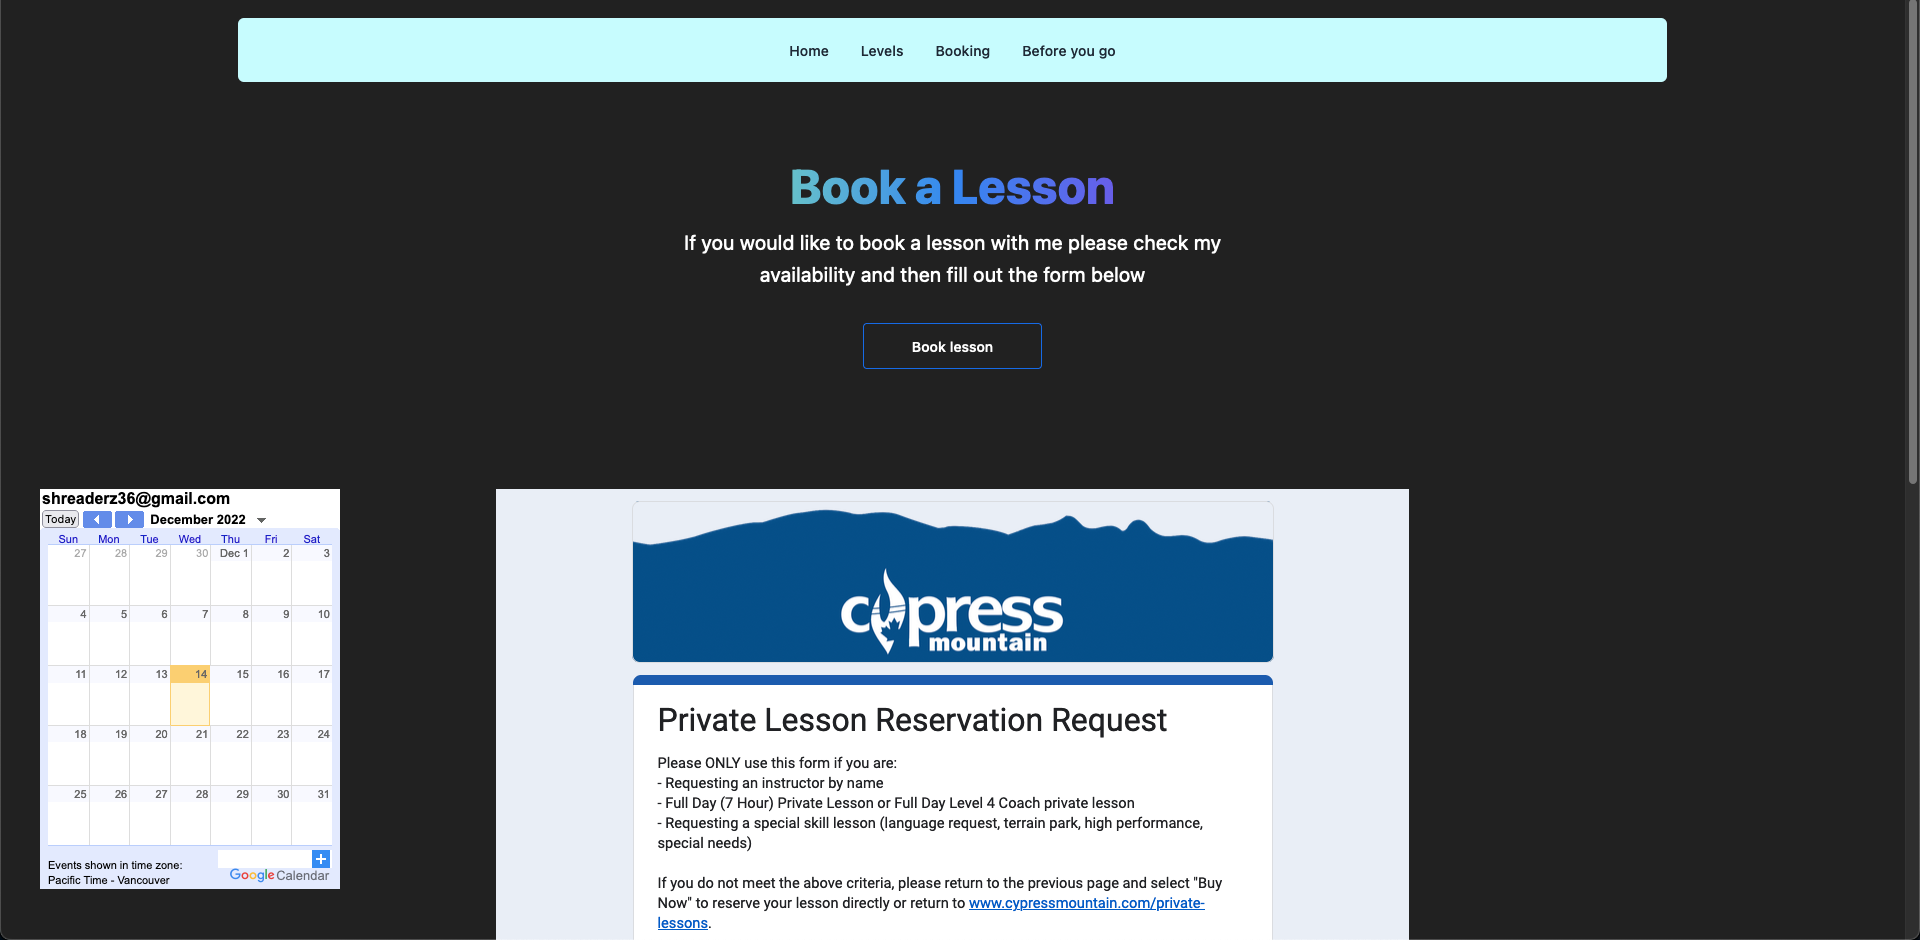 Home Levels Booking Before you go
Book a Lesson
If you would like to book a lesson with me please check my
availability and then fill out the form below
Book lesson
shreaderz36@gmail.com
Today December 2022
Sun Mon Tue Wed Thu Fri Sat
27 28 29 30 Dec 1 2 3
4 5 6 7 8 9 10
11 12 13 14 15 16 17
18 19 20 21 22 23 24
25 26 27 28 29 30 31
Events shown in time zone:
Pacific Time - Vancouver
Google Calendar
cypress
mountain
Private Lesson Reservation Request
Please ONLY use this form if you are:
- Requesting an instructor by name
- Full Day (7 Hour) Private Lesson or Full Day Level 4 Coach private lesson
- Requesting a special skill lesson (language request, terrain park, high performance,
special needs)
If you do not meet the above criteria, please return to the previous page and select "Buy
Now" to reserve your lesson directly or return to www.cypressmountain.com/private-
lessons.